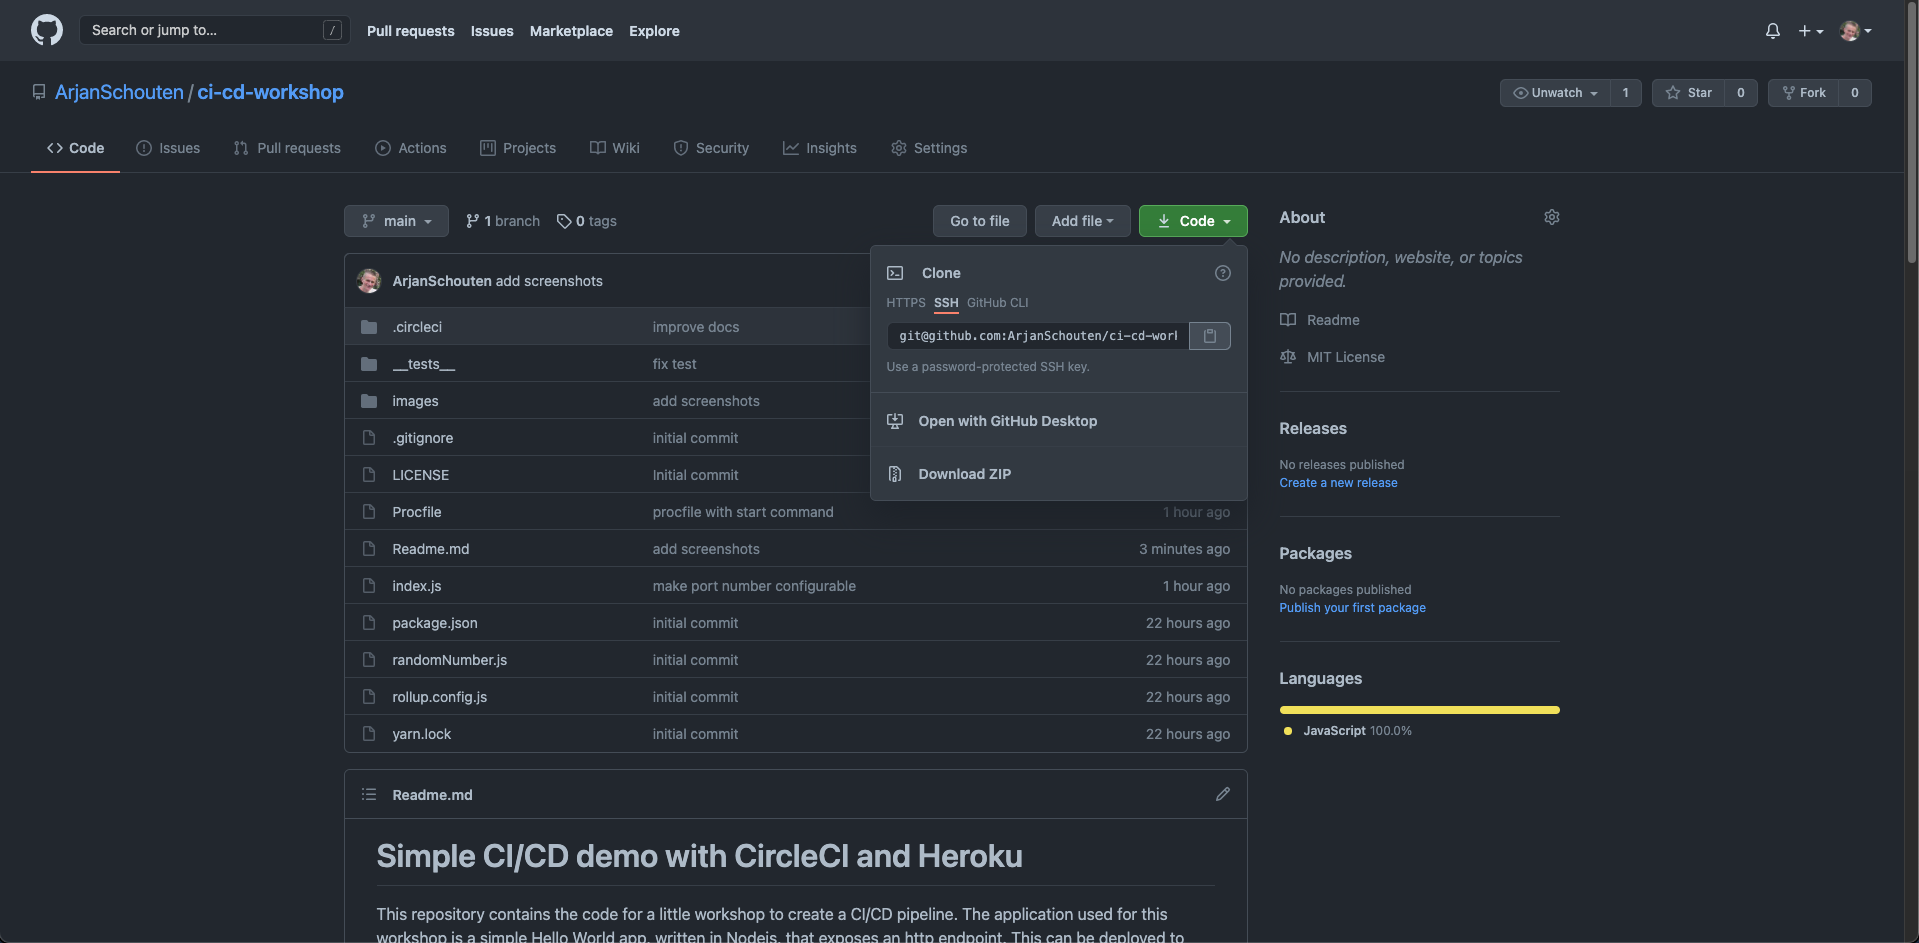 Search or jump to... /
Pull requests Issues Marketplace Explore
ArjanSchouten / ci-cd-workshop
Unwatch 1 Star 0 Fork 0
Code Issues Pull requests Actions Projects Wiki Security Insights Settings
main 1 branch 0 tags
Go to file Add file Code
ArjanSchouten add screenshots
.circleci improve docs
__tests__ fix test
images add screenshots
.gitignore initial commit
LICENSE Initial commit
Procfile procfile with start command 1 hour ago
Readme.md add screenshots 3 minutes ago
index.js make port number configurable 1 hour ago
package.json initial commit 22 hours ago
randomNumber.js initial commit 22 hours ago
rollup.config.js initial commit 22 hours ago
yarn.lock initial commit 22 hours ago
Clone
HTTPS SSH GitHub CLI
git@github.com:ArjanSchouten/ci-cd-work
Use a password-protected SSH key.
Open with GitHub Desktop
Download ZIP
Readme.md
Simple CI/CD demo with CircleCI and Heroku
This repository contains the code for a little workshop to create a CI/CD pipeline. The application used for this
workshop is a simple Hello World app, written in Nodejs, that exposes an http endpoint. This can be deployed to
About
No description, website, or topics
provided.
Readme
MIT License
Releases
No releases published
Create a new release
Packages
No packages published
Publish your first package
Languages
JavaScript 100.0%